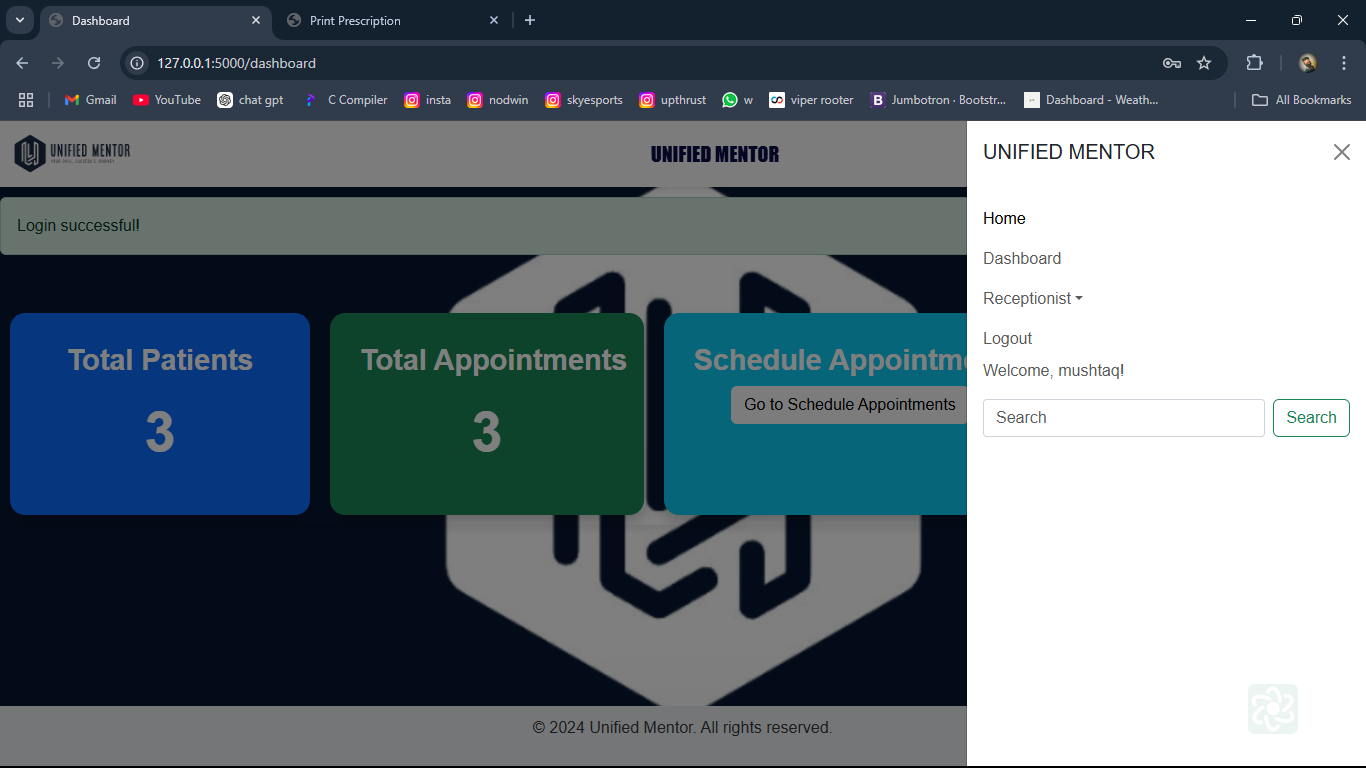 Dashboard
Print Prescription
127.0.0.1:5000/dashboard
Gmail
YouTube
chat gpt
C Compiler
insta
nodwin
skyesports
upthrust
w
viper rooter
B
Jumbotron · Bootstr...
Dashboard - Weath...
All Bookmarks
UNIFIED MENTOR
UNIFIED MENTOR
UNIFIED MENTOR
Login successful!
Home
Dashboard
Receptionist
Logout
Welcome, mushtaq!
Search
Search
Total Patients
3
Total Appointments
3
Schedule Appointme
Go to Schedule Appointments
© 2024 Unified Mentor. All rights reserved.